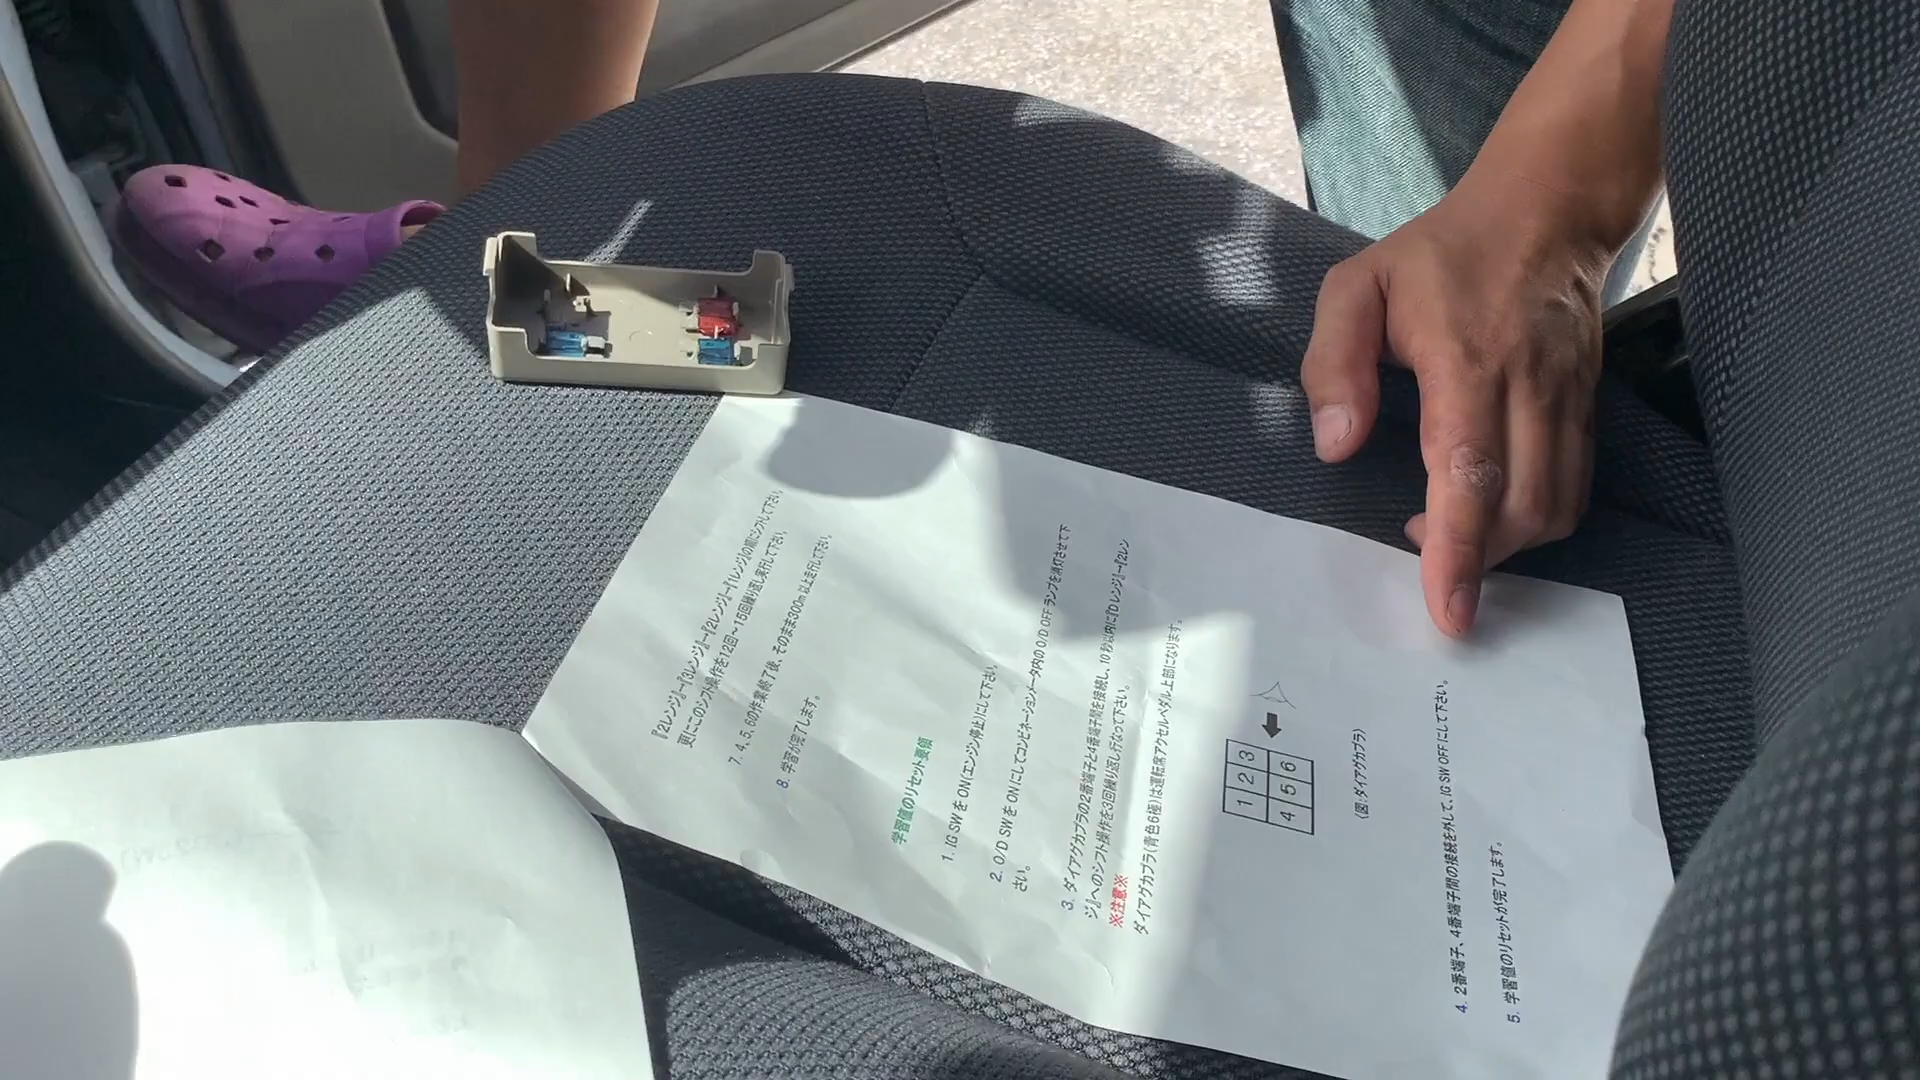 『2レンジ』―『3レンジ』―『2レンジ』―『1レンジ』の順にシフトして下さい。
更にこのシフト操作を12回～15回繰り返し実行して下さい。
7. 4, 5, 6の作業終了後、そのまま300m以上走行して下さい。
8. 学習が完了します。
学習値のリセット要領
1. IG SW を ON(エンジン停止)にして下さい。
2. O/D SW を ON にしてコンビネーションメータ内の O/D OFF ランプを消灯させて下
さい。
3. ダイアグカプラの2番端子と4番端子間を接続し、10秒以内に『Dレンジ』―『2レン
ジ』へのシフト操作を3回繰り返し行なって下さい。
※注意※
ダイアグカプラ(青色6極)は運転席アクセルペダル上部になります。
1 2 3
4 5 6
(図:ダイアグカプラ)
4. 2番端子、4番端子間の接続を外して、IG SW OFFにして下さい。
5. 学習値のリセットが完了します。